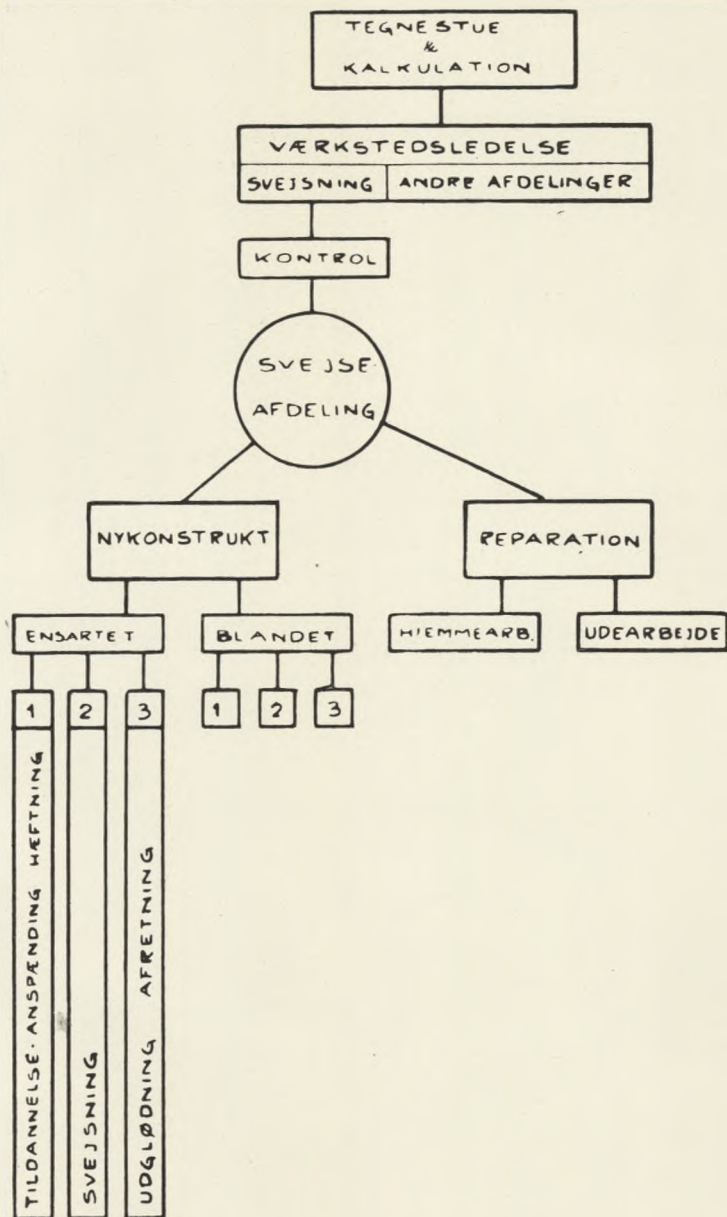 TEGNESTUE
&
KALKULATION
VÆRKSTEDSLEDELSE
SVEJSNING
ANDRE AFDELINGER
KONTROL
SVEJSE-
AFDELING
NYKONSTRUKT
REPARATION
ENSARTET
BLANDET
HJEMMEARB.
UDEARBEJDE
1
2
3
1
2
3
TILDANNELSE·ANSPÆNDING HÆFTNING
SVEJSNING
UDGLØDNING AFRETNING